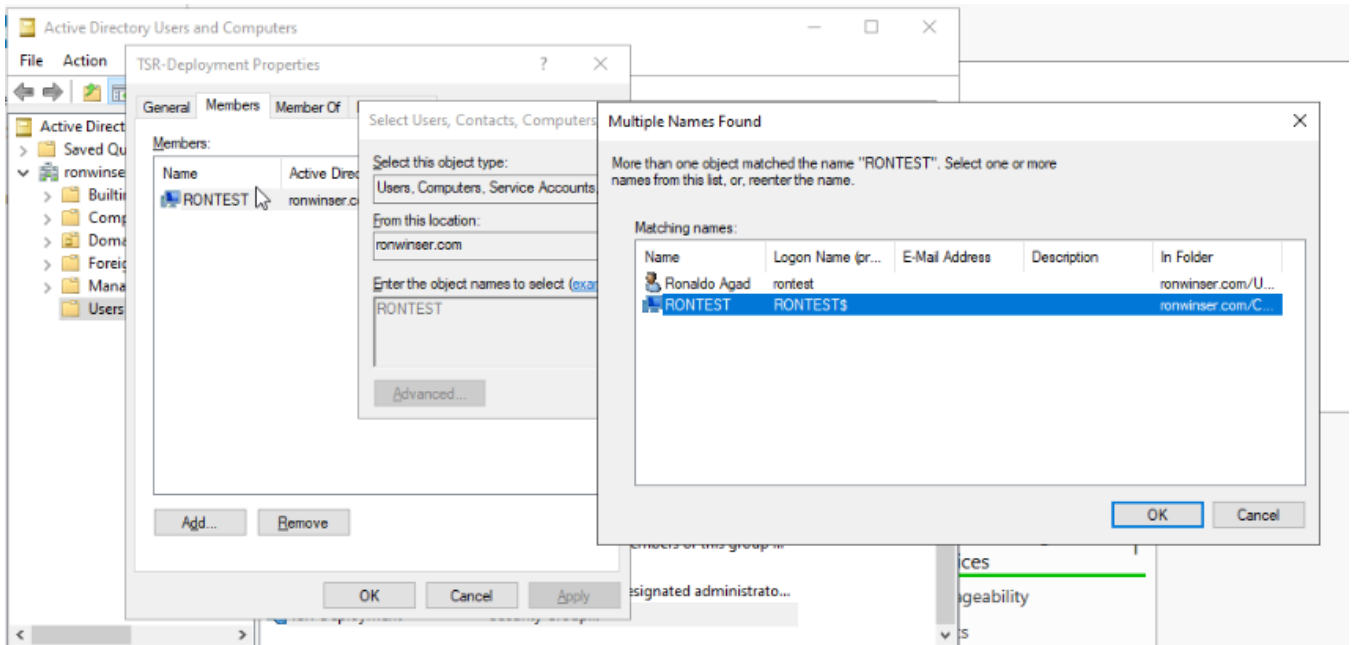 Active Directory Users and Computers
File Action
TSR-Deployment Properties
?
General Members Member Of
Active Direct
Saved Qu
ronwinse
Builtin
Comp
Doma
Foreig
Mana
Users
Members:
Name Active Direc
RONTEST ronwinser.c
Add... Remove
OK Cancel Apply
Select Users, Contacts, Computers
Select this object type:
Users, Computers, Service Accounts,
From this location:
ronwinser.com
Enter the object names to select (exam
RONTEST
Advanced...
Multiple Names Found
More than one object matched the name "RONTEST". Select one or more
names from this list, or, reenter the name.
Matching names:
Name Logon Name (pr... E-Mail Address Description In Folder
Ronaldo Agad rontest ronwinser.com/U...
RONTEST RONTEST$ ronwinser.com/C...
OK Cancel
esignated administrato...
ices
ageability